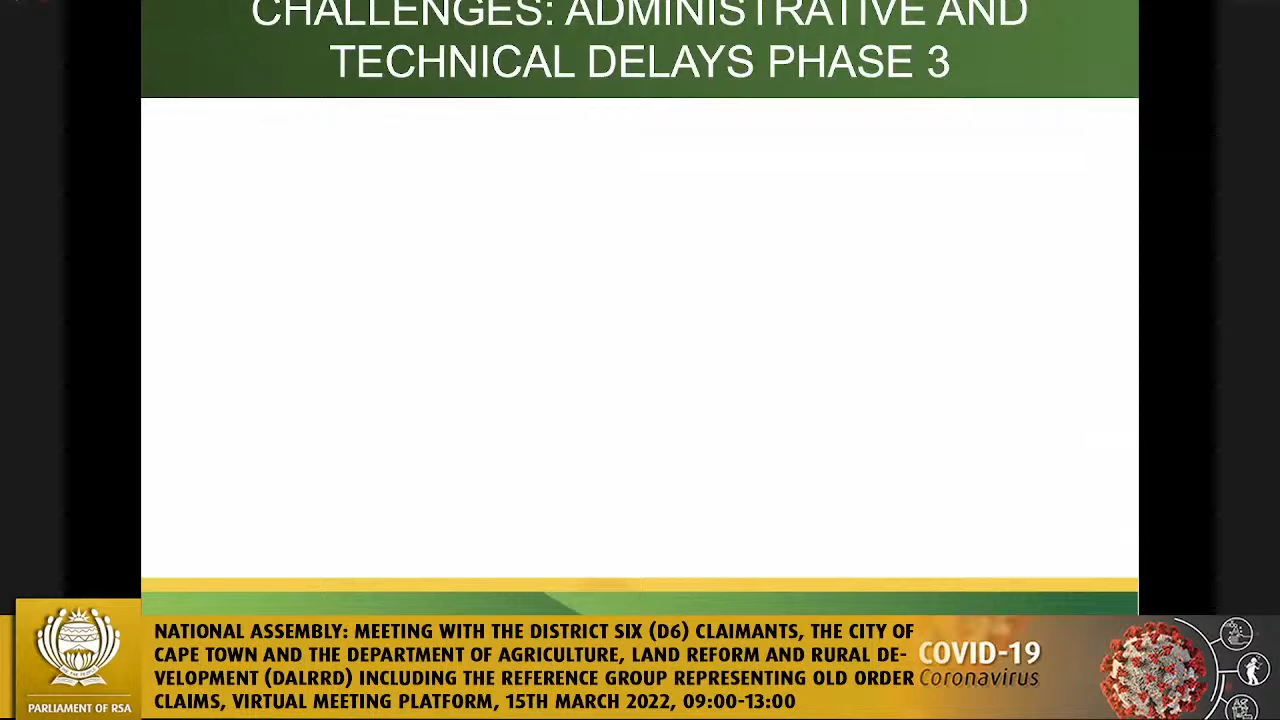 CHALLENGES: ADMINISTRATIVE AND
TECHNICAL DELAYS PHASE 3
NATIONAL ASSEMBLY: MEETING WITH THE DISTRICT SIX (D6) CLAIMANTS, THE CITY OF
CAPE TOWN AND THE DEPARTMENT OF AGRICULTURE, LAND REFORM AND RURAL DE-
VELOPMENT (DALRRD) INCLUDING THE REFERENCE GROUP REPRESENTING OLD ORDER
CLAIMS, VIRTUAL MEETING PLATFORM, 15TH MARCH 2022, 09:00-13:00
COVID-19
Coronavirus
PARLIAMENT OF RSA